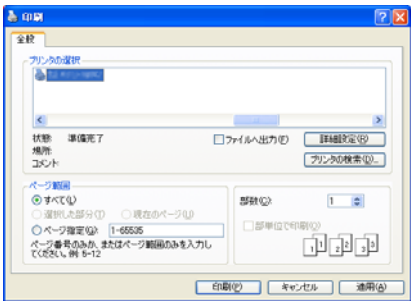 印刷
全般
プリンタの選択
状態: 準備完了
場所:
コメント:
ファイルへ出力(F)
詳細設定(R)
プリンタの検索(D)...
ページ範囲
すべて(L)
選択した部分(T) 現在のページ(U)
ページ指定(G): 1-65535
ページ番号のみか、またはページ範囲のみを入力し
てください。例: 5-12
部数(C): 1
部単位で印刷(O)
1 1 2 2 3 3
印刷(P) キャンセル 適用(A)